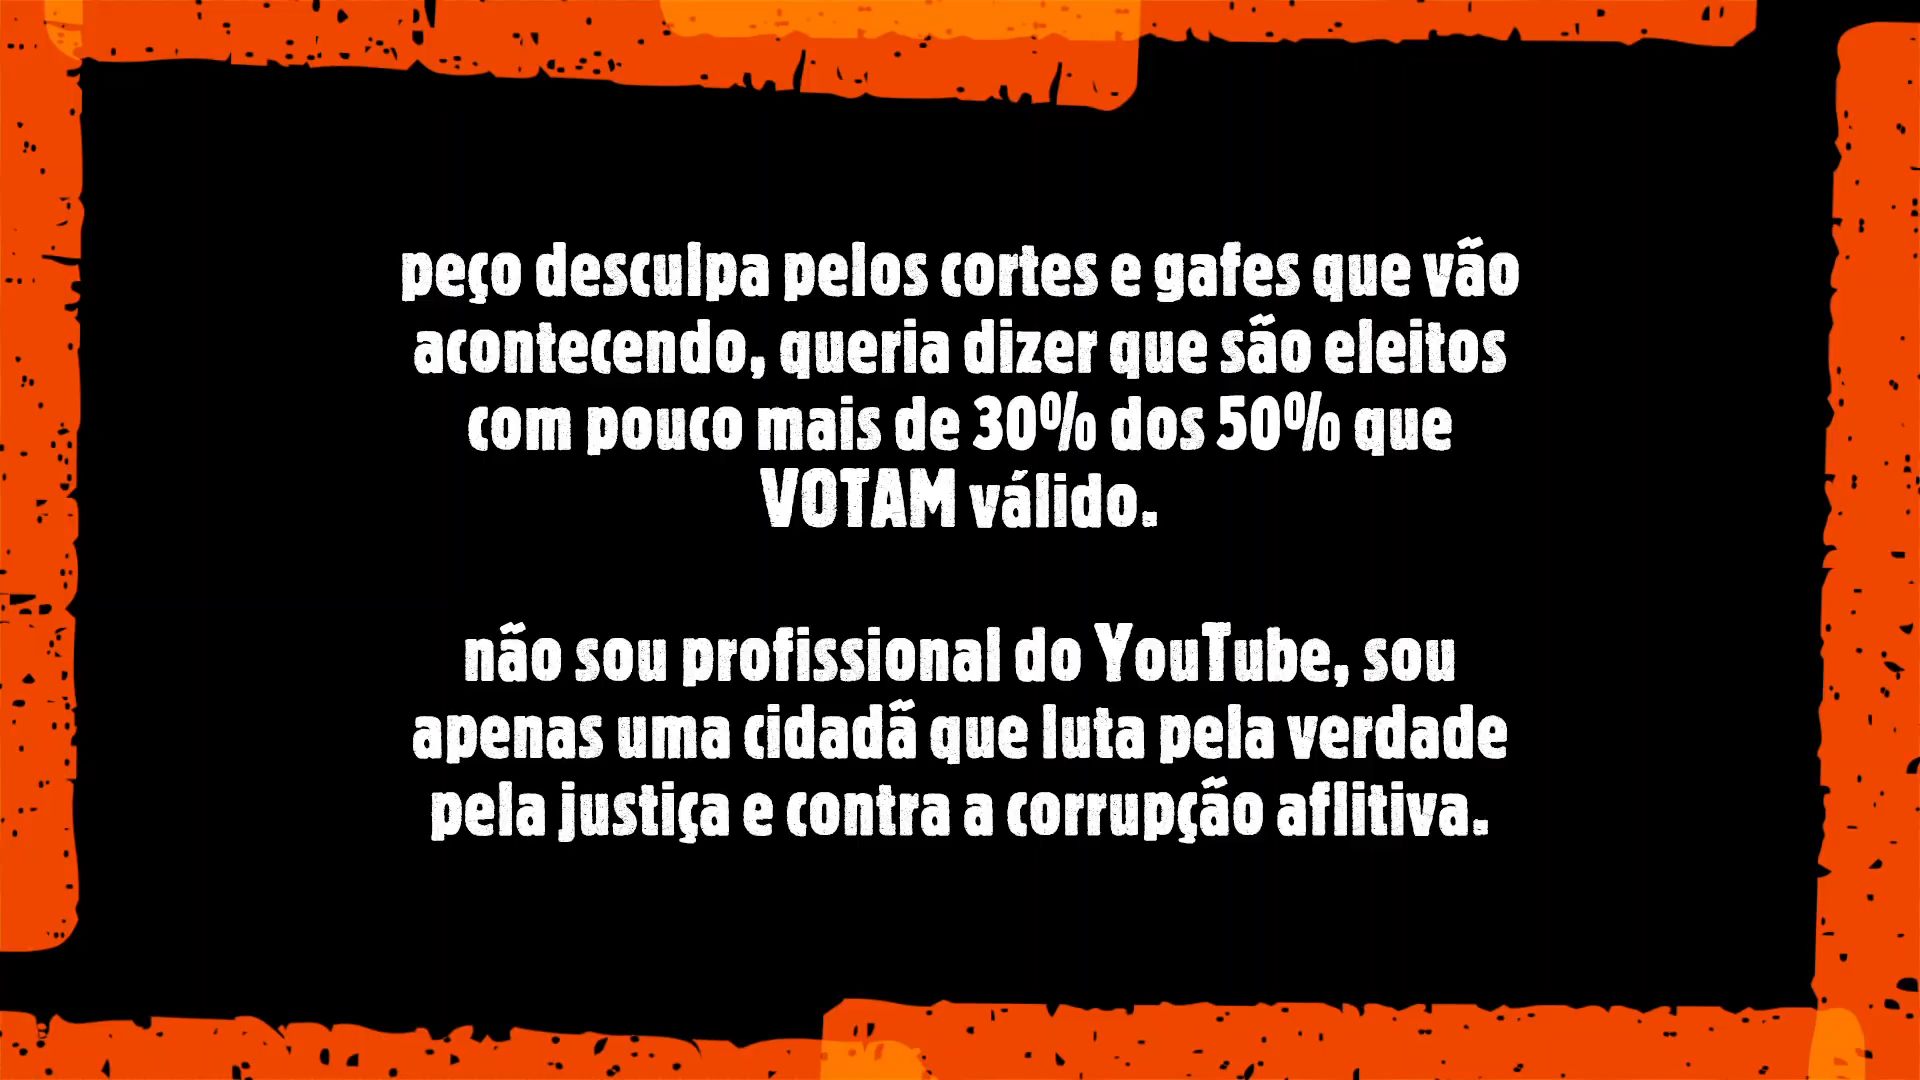 peço desculpa pelos cortes e gafes que vão
acontecendo, queria dizer que são eleitos
com pouco mais de 30% dos 50% que
VOTAM válido.
não sou profissional do YouTube, sou
apenas uma cidadã que luta pela verdade
pela justiça e contra a corrupção aflitiva.